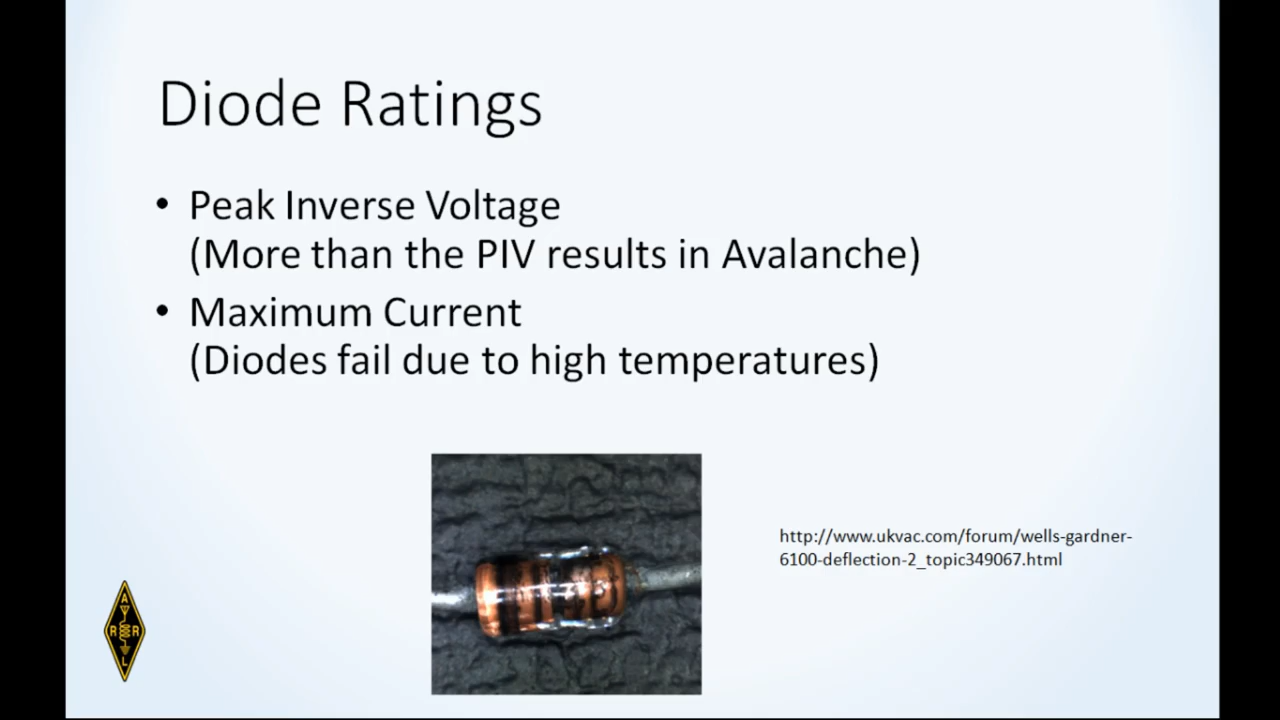 Diode Ratings
• Peak Inverse Voltage
(More than the PIV results in Avalanche)
• Maximum Current
(Diodes fail due to high temperatures)
http://www.ukvac.com/forum/wells-gardner-
6100-deflection-2_topic349067.html
A
R R
L